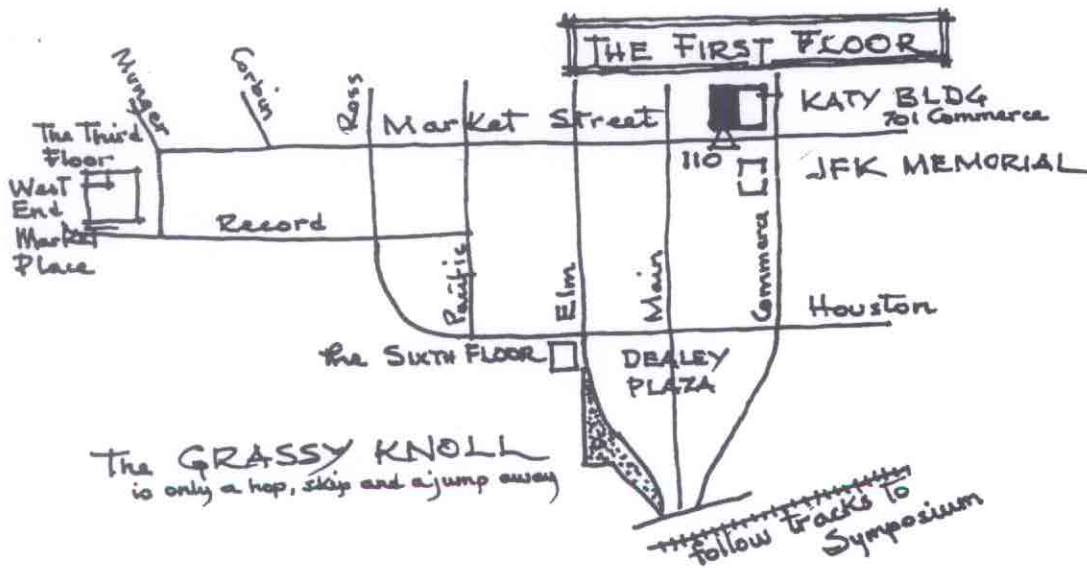 THE FIRST FLOOR
Munger
Corbin
Ross
Market Street
KATY BLDG
701 Commerce
110
JFK MEMORIAL
The Third
Floor
West
End
Market
Place
Record
Pacific
Elm
Main
Commerce
Houston
The SIXTH FLOOR
DEALEY
PLAZA
The GRASSY KNOLL
is only a hop, skip and a jump away
follow tracks to
Symposium